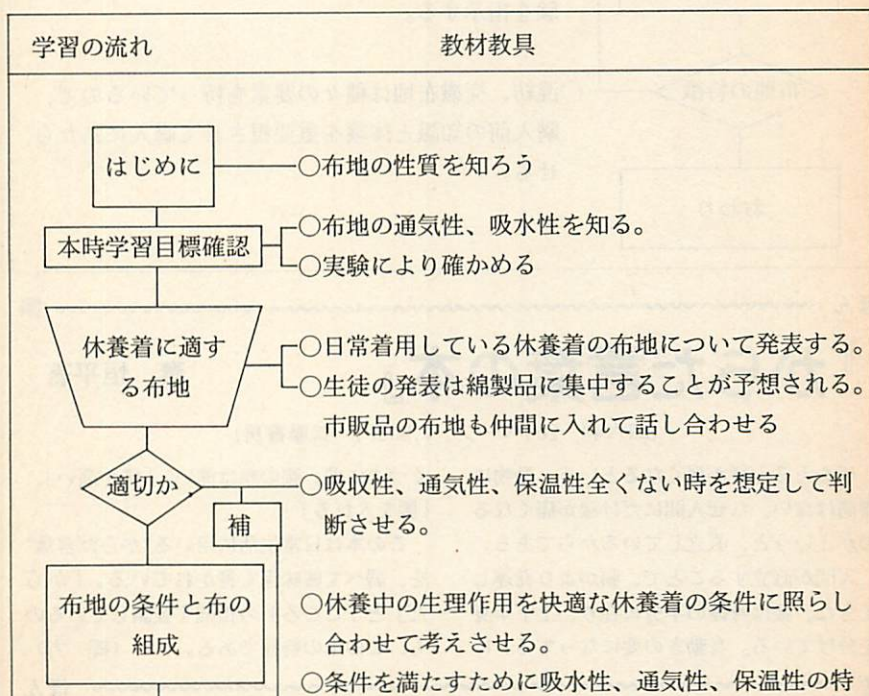 学習の流れ　教材教具
はじめに
○布地の性質を知ろう
本時学習目標確認
○布地の通気性、吸水性を知る。
○実験により確かめる
休養着に適す
る布地
○日常着用している休養着の布地について発表する。
○生徒の発表は綿製品に集中することが予想される。
市販品の布地も仲間に入れて話し合わせる
適切か
補
○吸収性、通気性、保温性全くない時を想定して判
断させる。
布地の条件と布の
組成
○休養中の生理作用を快適な休養着の条件に照らし
合わせて考えさせる。
○条件を満たすために吸水性、通気性、保温性の特